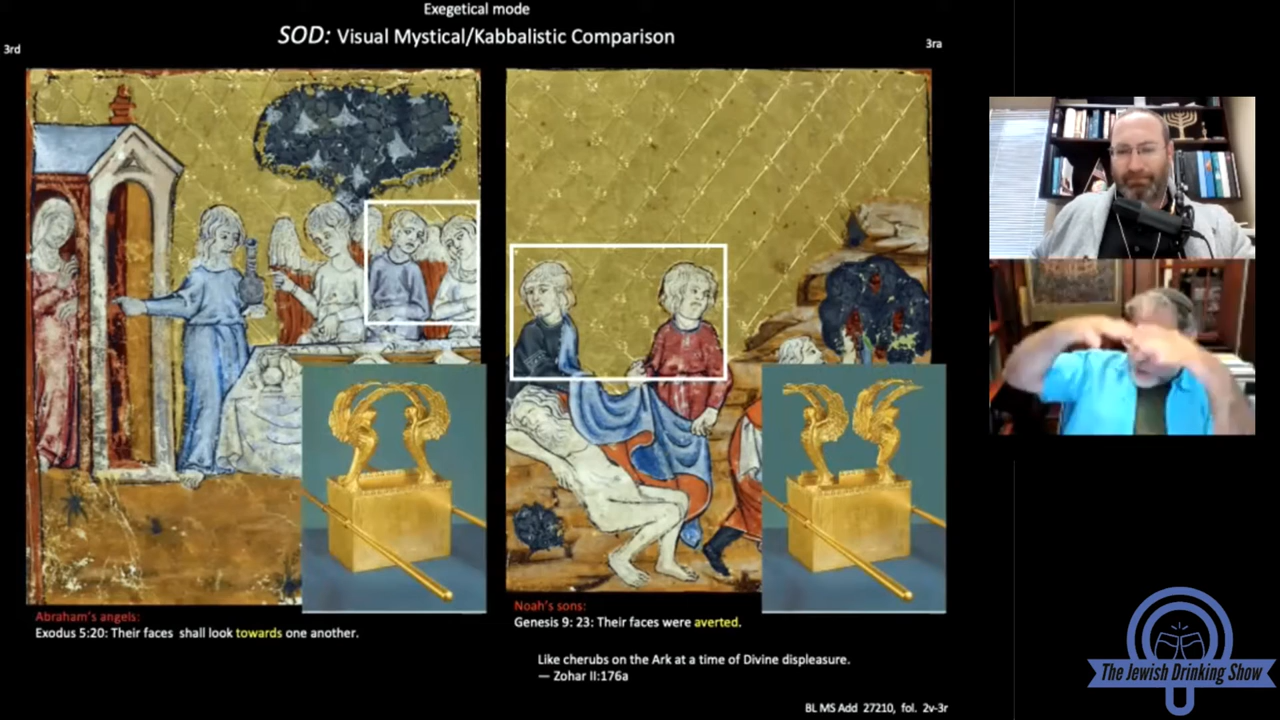 Exegetical mode
SOD: Visual Mystical/Kabbalistic Comparison
3rd
3ra
Abraham's angels:
Exodus 5:20: Their faces shall look towards one another.
Noah's sons:
Genesis 9: 23: Their faces were averted.
Like cherubs on the Ark at a time of Divine displeasure.
— Zohar II:176a
BL MS Add 27210, fol. 2v-3r
The Jewish Drinking Show